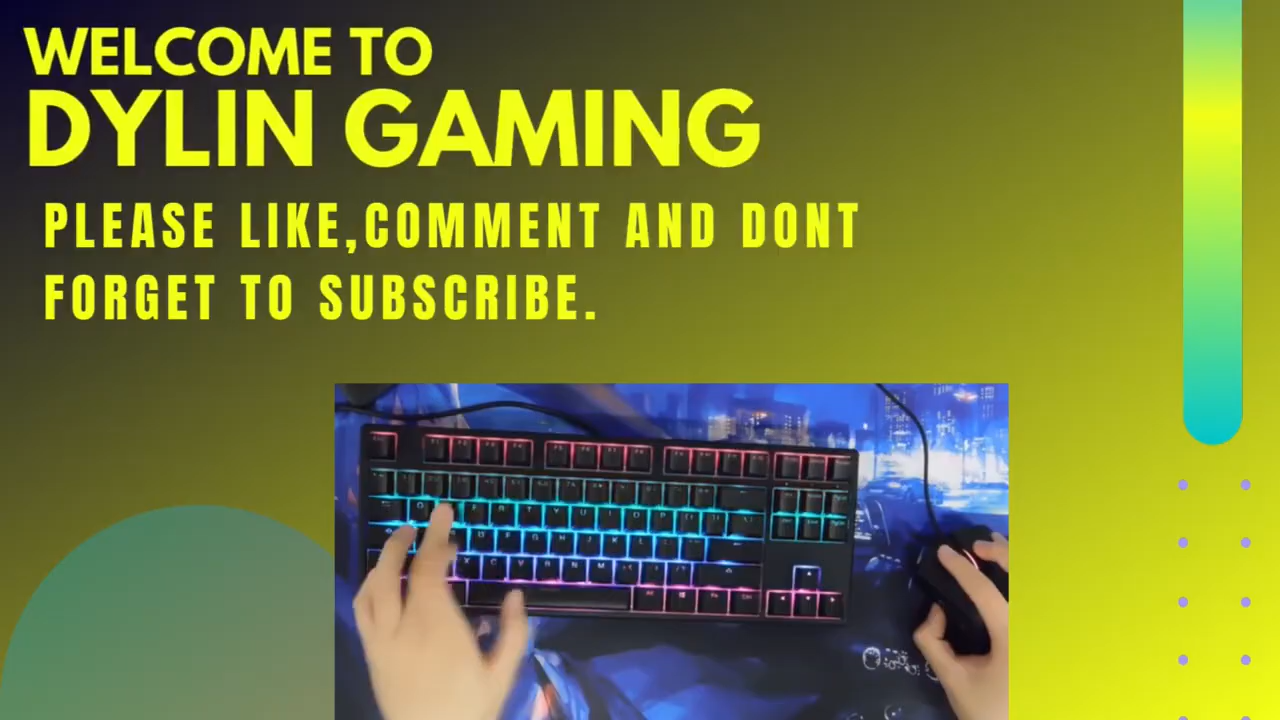 WELCOME TO
DYLIN GAMING
PLEASE LIKE,COMMENT AND DONT
FORGET TO SUBSCRIBE.